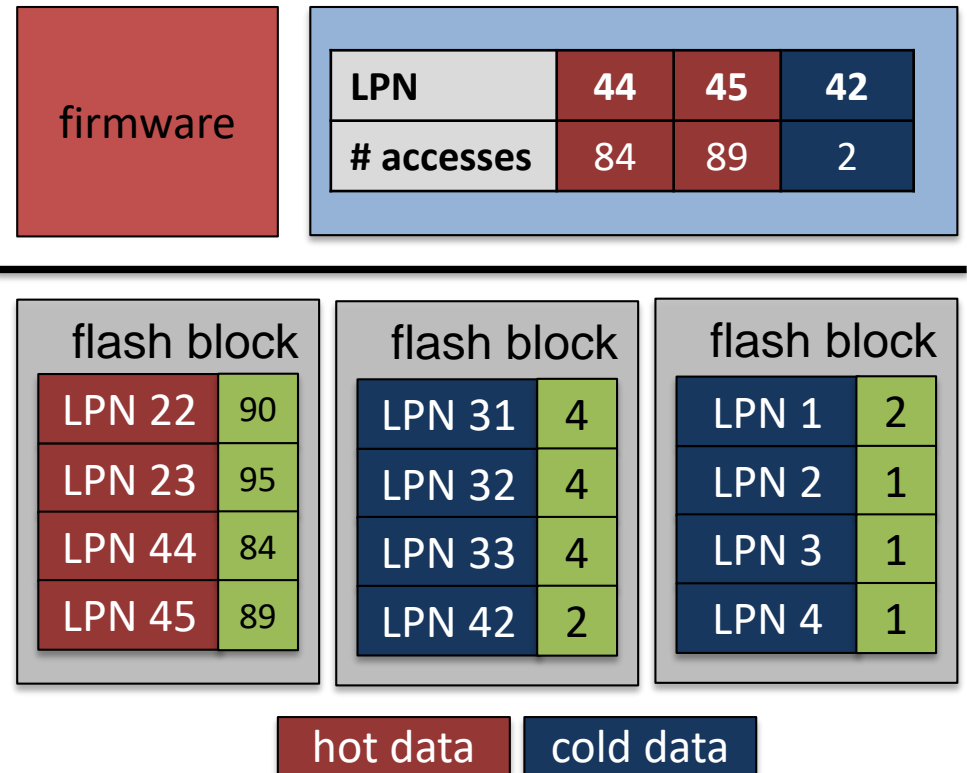 firmware
LPN 44 45 42
# accesses 84 89 2
flash block
LPN 22 90
LPN 23 95
LPN 44 84
LPN 45 89
flash block
LPN 31 4
LPN 32 4
LPN 33 4
LPN 42 2
flash block
LPN 1 2
LPN 2 1
LPN 3 1
LPN 4 1
hot data
cold data